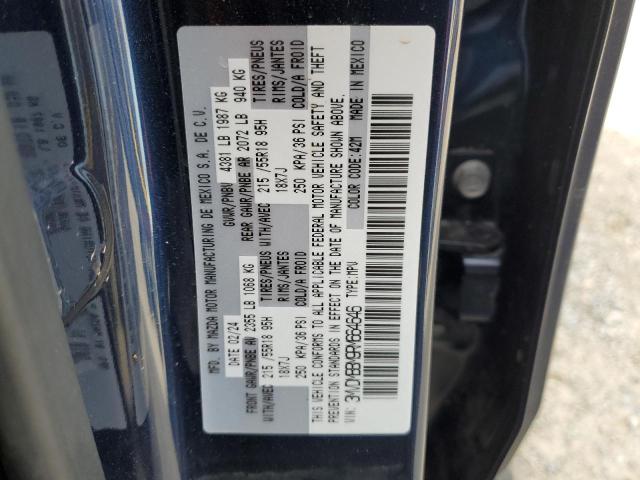 MFD. BY MAZDA MOTOR MANUFACTURING DE MEXICO S.A. DE C.V.
DATE 02/24 GVWR/PNBV 4381 LB 1987 KG
FRONT GAWR/PNBE AV 2355 LB 1068 KG REAR GAWR/PNBE AR 2072 LB 940 KG
WITH/AVEC 215/55R18 95H TIRES/PNEUS WITH/AVEC 215/55R18 95H TIRES/PNEUS
18X7J RIMS/JANTES 18X7J RIMS/JANTES
250 KPA/36 PSI COLD/A FROID 250 KPA/36 PSI COLD/A FROID
THIS VEHICLE CONFORMS TO ALL APPLICABLE FEDERAL MOTOR VEHICLE SAFETY AND THEFT
PREVENTION STANDARDS IN EFFECT ON THE DATE OF MANUFACTURE SHOWN ABOVE.
VIN: TYPE:MPV COLOR CODE:42M MADE IN MEXICO